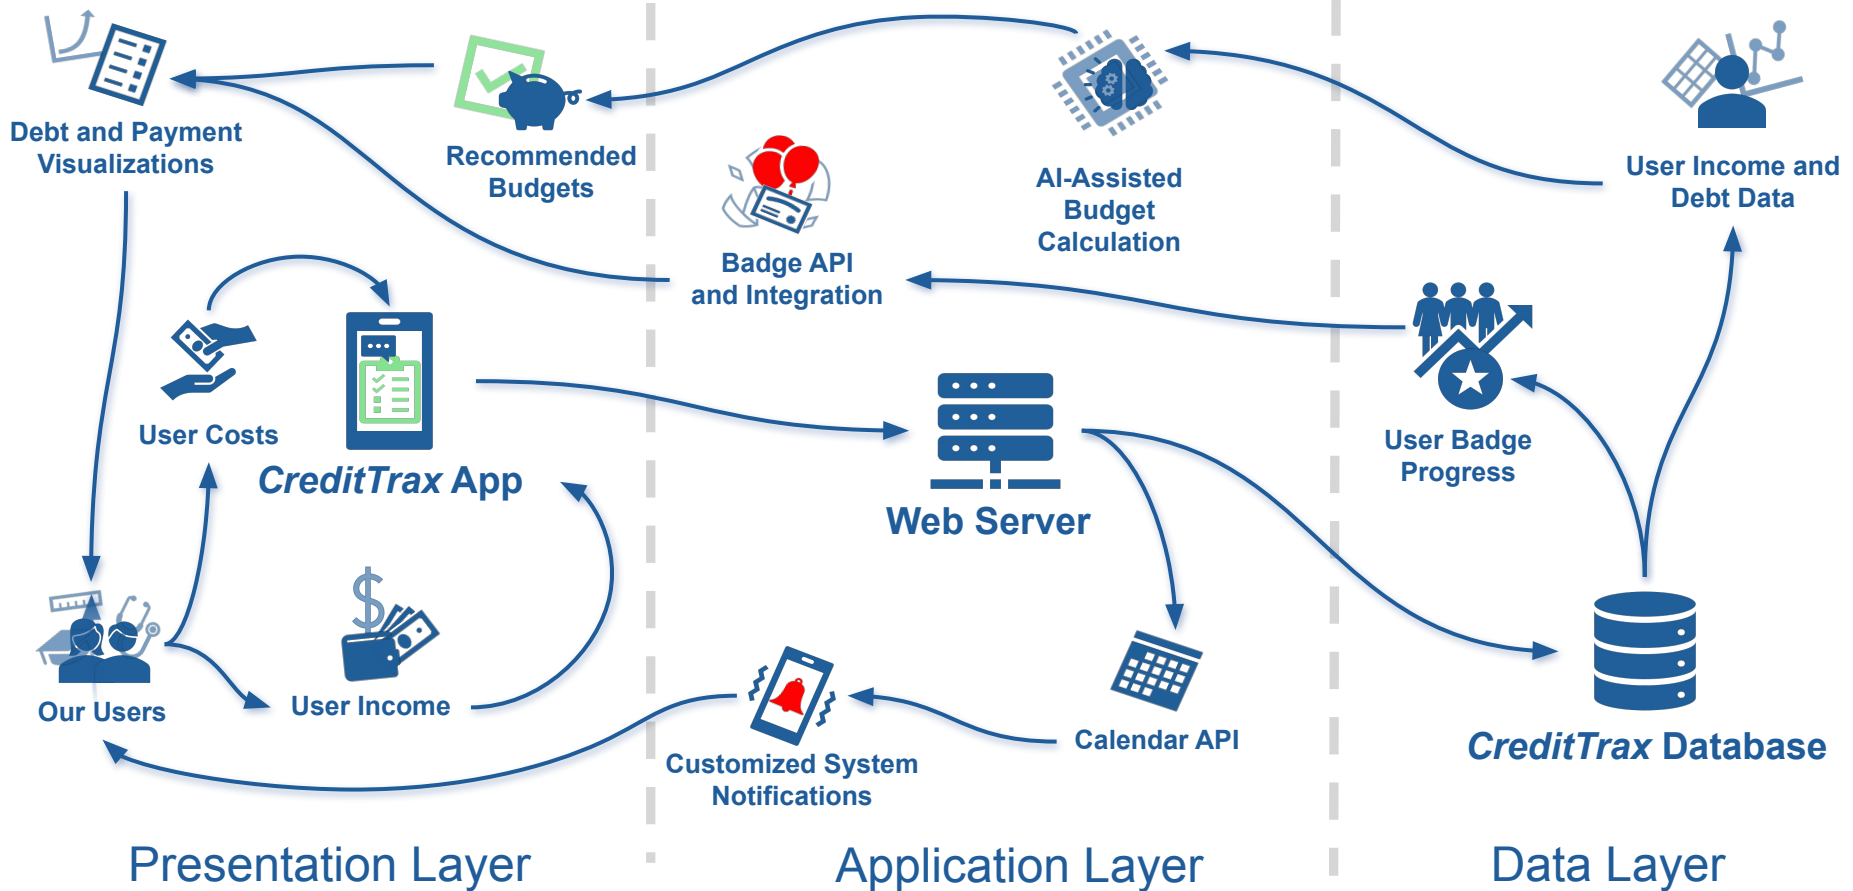 Debt and Payment
Visualizations
Recommended
Budgets
AI-Assisted
Budget
Calculation
User Income and
Debt Data
Badge API
and Integration
User Costs
CreditTrax App
User Badge
Progress
Web Server
Our Users
User Income
Customized System
Notifications
Calendar API
CreditTrax Database
Presentation Layer
Application Layer
Data Layer